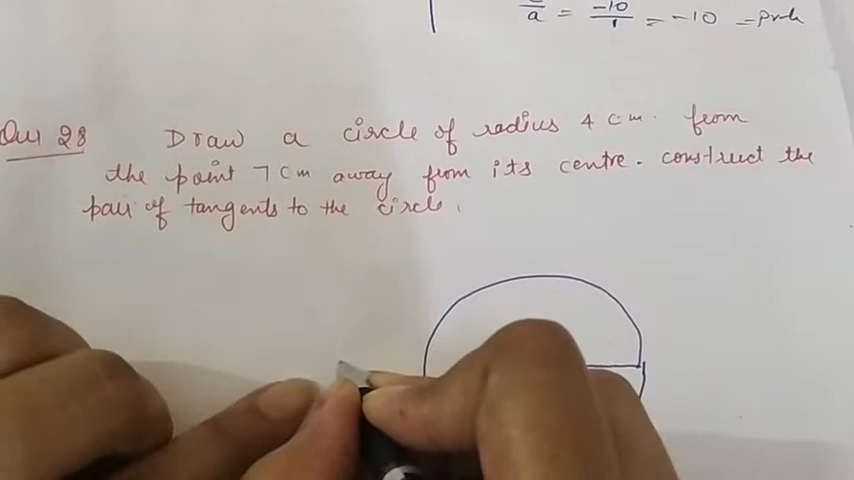 a = -10/1 = -10
Que 28 Draw a circle of radius 4 cm. from
the point 7 cm away from its centre. construct the
pair of tangents to the circle.